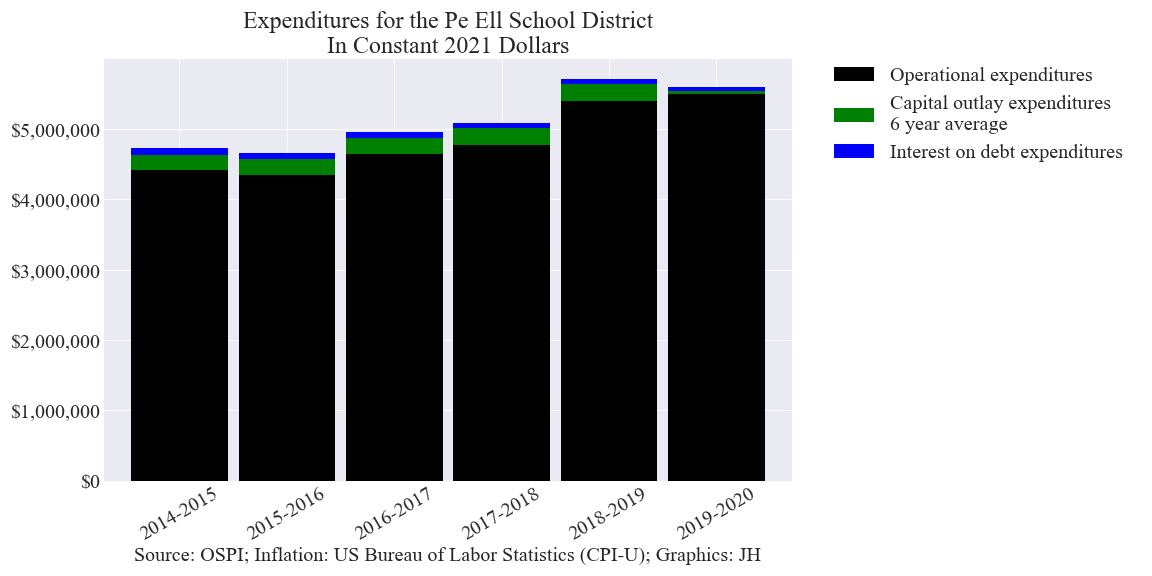 Expenditures for the Pe Ell School District
In Constant 2021 Dollars
Operational expenditures
Capital outlay expenditures
6 year average
Interest on debt expenditures
$5,000,000
$4,000,000
$3,000,000
$2,000,000
$1,000,000
$0
2014-2015
2015-2016
2016-2017
2017-2018
2018-2019
2019-2020
Source: OSPI; Inflation: US Bureau of Labor Statistics (CPI-U); Graphics: JH